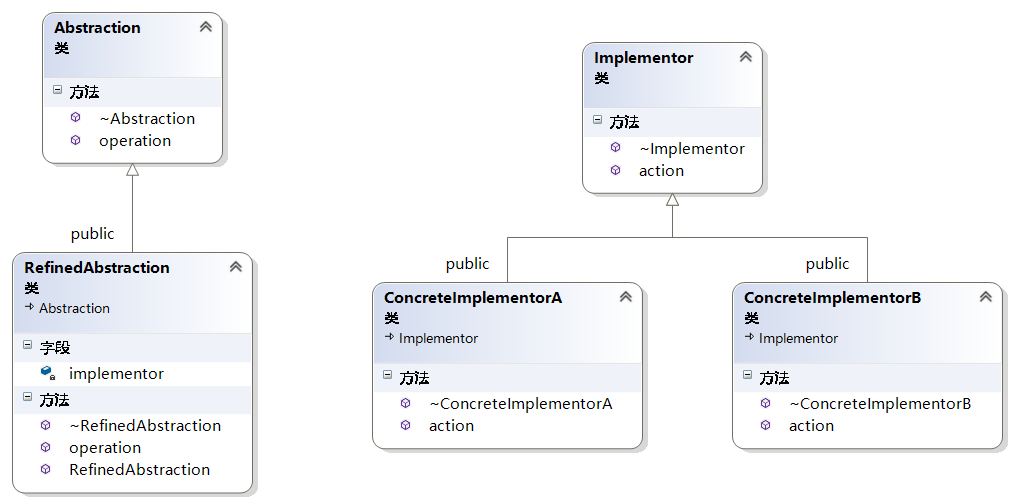 Abstraction
类
方法
~Abstraction
operation
public
RefinedAbstraction
类
Abstraction
字段
implementor
方法
~RefinedAbstraction
operation
RefinedAbstraction
Implementor
类
方法
~Implementor
action
public
public
ConcreteImplementorA
类
Implementor
方法
~ConcreteImplementorA
action
ConcreteImplementorB
类
Implementor
方法
~ConcreteImplementorB
action